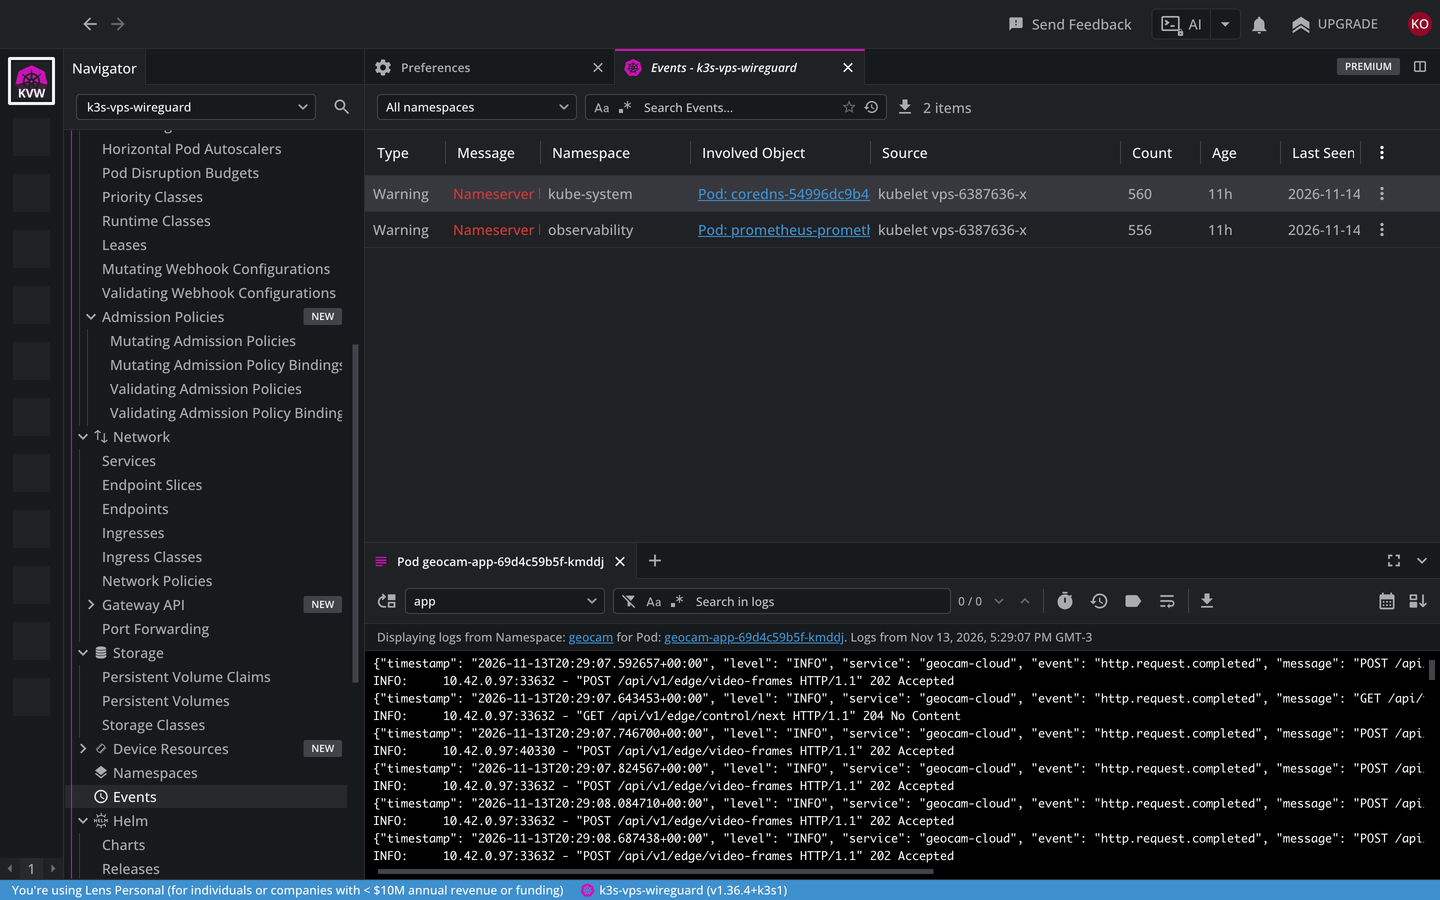 Send Feedback
AI
UPGRADE
KO
KVW
Navigator
Preferences
Events - k3s-vps-wireguard
PREMIUM
k3s-vps-wireguard
All namespaces
Aa
Search Events...
2 items
Horizontal Pod Autoscalers
Pod Disruption Budgets
Priority Classes
Runtime Classes
Leases
Mutating Webhook Configurations
Validating Webhook Configurations
Admission Policies NEW
Mutating Admission Policies
Mutating Admission Policy Bindings
Validating Admission Policies
Validating Admission Policy Binding
Network
Services
Endpoint Slices
Endpoints
Ingresses
Ingress Classes
Network Policies
Gateway API NEW
Port Forwarding
Storage
Persistent Volume Claims
Persistent Volumes
Storage Classes
Device Resources NEW
Namespaces
Events
Helm
Charts
Releases
1
Type Message Namespace Involved Object Source Count Age Last Seen
Warning Nameserver kube-system Pod: coredns-54996dc9b4 kubelet vps-6387636-x 560 11h 2026-11-14
Warning Nameserver observability Pod: prometheus-promet kubelet vps-6387636-x 556 11h 2026-11-14
Pod geocam-app-69d4c59b5f-kmddj
app
Aa
Search in logs
0 / 0
Displaying logs from Namespace: geocam for Pod: geocam-app-69d4c59b5f-kmddj. Logs from Nov 13, 2026, 5:29:07 PM GMT-3
{"timestamp": "2026-11-13T20:29:07.592657+00:00", "level": "INFO", "service": "geocam-cloud", "event": "http.request.completed", "message": "POST /api.
INFO: 10.42.0.97:33632 - "POST /api/v1/edge/video-frames HTTP/1.1" 202 Accepted
{"timestamp": "2026-11-13T20:29:07.643453+00:00", "level": "INFO", "service": "geocam-cloud", "event": "http.request.completed", "message": "GET /api/
INFO: 10.42.0.97:33632 - "GET /api/v1/edge/control/next HTTP/1.1" 204 No Content
{"timestamp": "2026-11-13T20:29:07.746700+00:00", "level": "INFO", "service": "geocam-cloud", "event": "http.request.completed", "message": "POST /api.
INFO: 10.42.0.97:40330 - "POST /api/v1/edge/video-frames HTTP/1.1" 202 Accepted
{"timestamp": "2026-11-13T20:29:07.824567+00:00", "level": "INFO", "service": "geocam-cloud", "event": "http.request.completed", "message": "POST /api.
INFO: 10.42.0.97:33632 - "POST /api/v1/edge/video-frames HTTP/1.1" 202 Accepted
{"timestamp": "2026-11-13T20:29:08.084710+00:00", "level": "INFO", "service": "geocam-cloud", "event": "http.request.completed", "message": "POST /api.
INFO: 10.42.0.97:33632 - "POST /api/v1/edge/video-frames HTTP/1.1" 202 Accepted
{"timestamp": "2026-11-13T20:29:08.687438+00:00", "level": "INFO", "service": "geocam-cloud", "event": "http.request.completed", "message": "POST /api.
INFO: 10.42.0.97:33632 - "POST /api/v1/edge/video-frames HTTP/1.1" 202 Accepted
You're using Lens Personal (for individuals or companies with < $10M annual revenue or funding)
k3s-vps-wireguard (v1.36.4+k3s1)